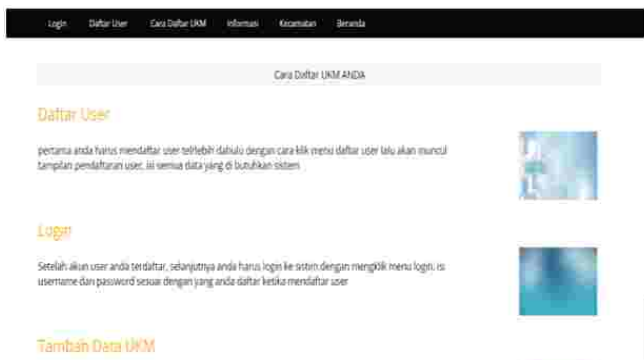 Login Daftar User Cara Daftar UKM Informasi Kecamatan Beranda
Cara Daftar UKM ANDA
Daftar User
pertama anda harus mendaftar user telrlebih dahulu dengan cara klik menu daftar user lalu akan muncul
tampilan pendaftaran user, isi semua data yang di butuhkan sistem
Login
Setelah akun user anda terdaftar, selanjutnya anda harus login ke sistim dengan mengklik menu login, isi
username dan password sesuai dengan yang anda daftar ketika mendaftar user
Tambah Data UKM